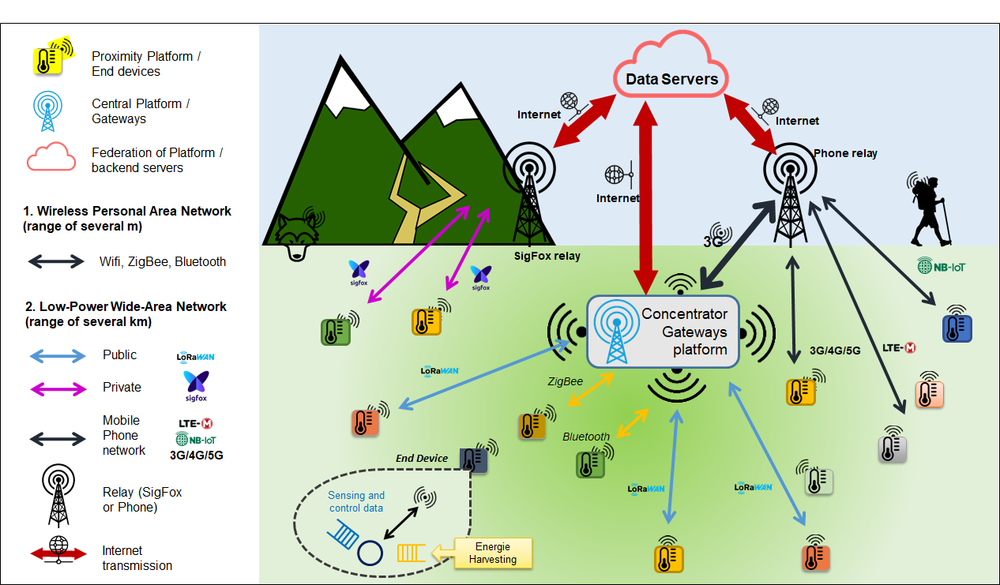 Proximity Platform /
End devices
Central Platform /
Gateways
Federation of Platform /
backend servers
1. Wireless Personal Area Network
(range of several m)
Wifi, ZigBee, Bluetooth
2. Low-Power Wide-Area Network
(range of several km)
Public
LoRaWAN
Private
sigfox
Mobile
Phone
network
LTE-M
NB-IoT
3G/4G/5G
Relay (SigFox
or Phone)
Internet
transmission
Data Servers
Internet
Internet
Phone relay
Internet
3G
SigFox relay
sigfox
sigfox
NB-IoT
Concentrator
Gateways
platform
3G/4G/5G
LTE-M
LoRaWAN
ZigBee
Bluetooth
End Device
LoRaWAN
LoRaWAN
Sensing and
control data
Energie
Harvesting